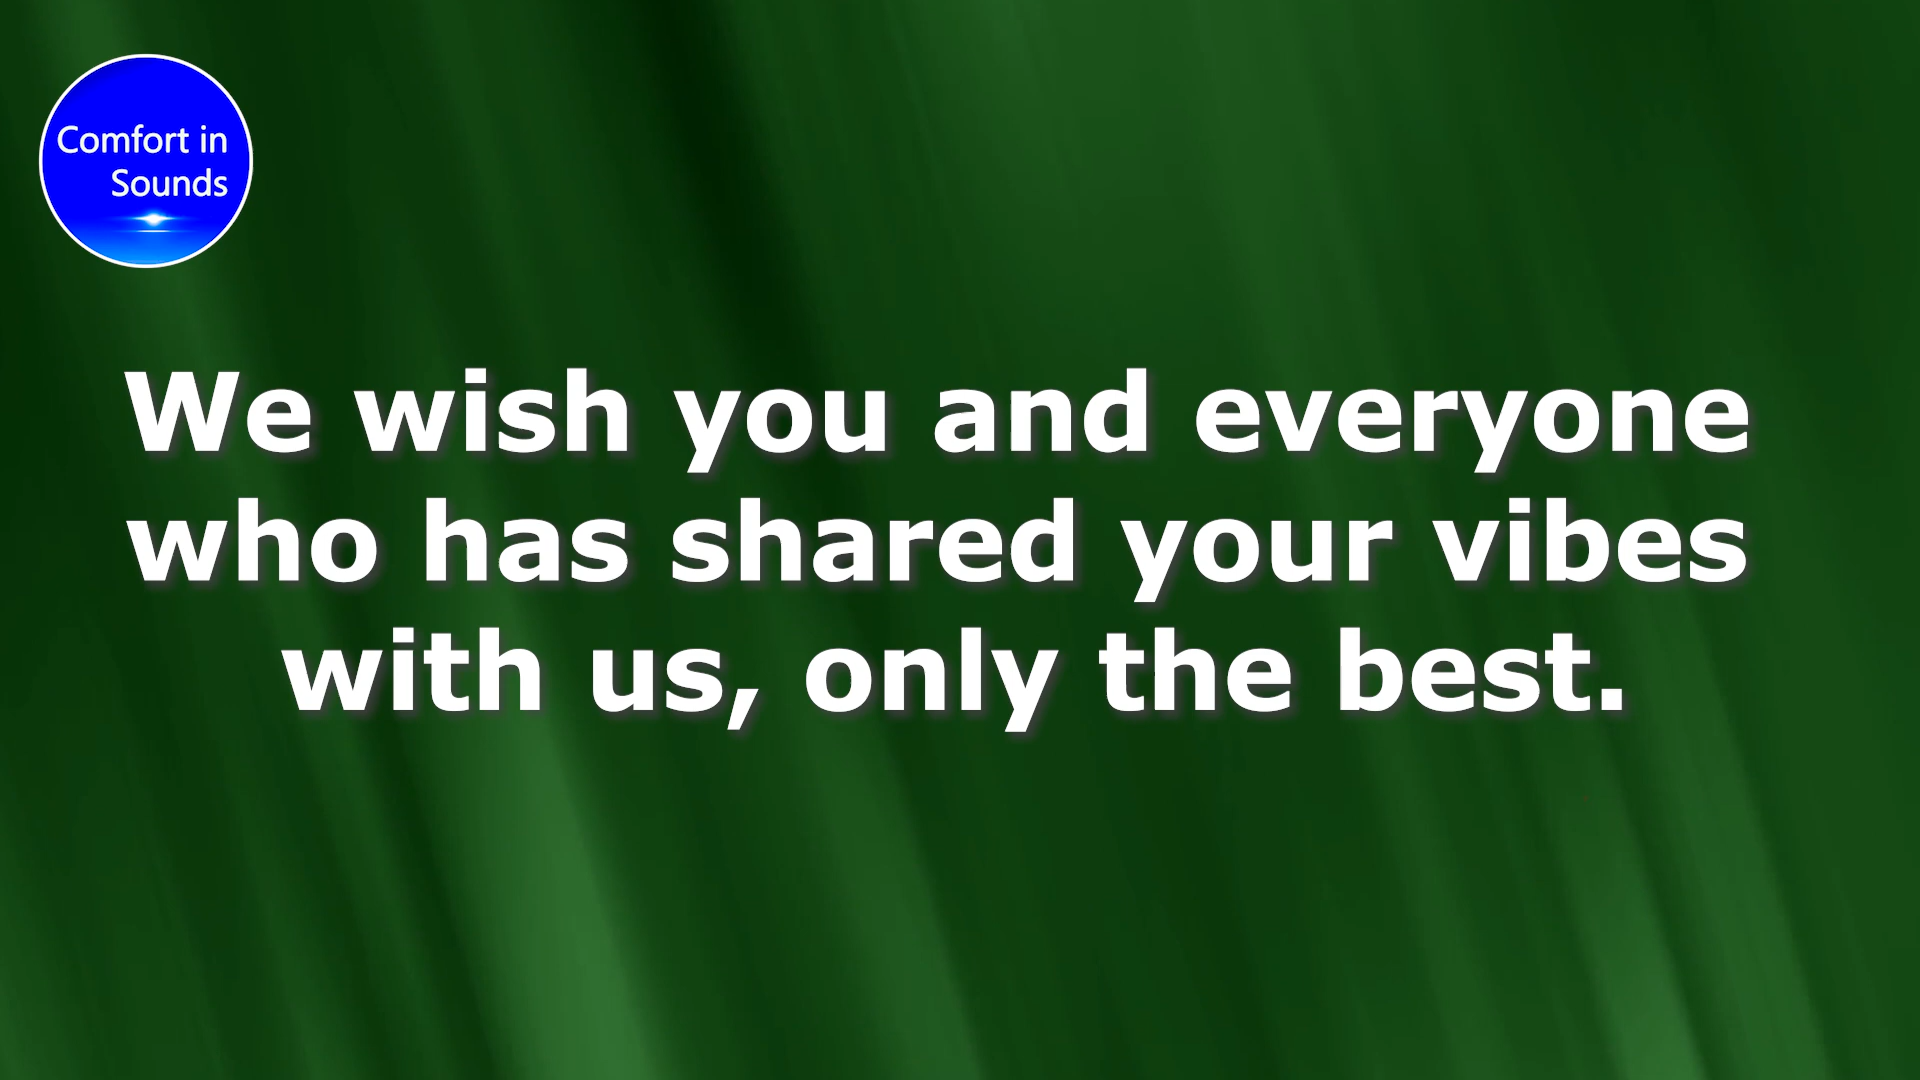 Comfort in
Sounds
We wish you and everyone
who has shared your vibes
with us, only the best.